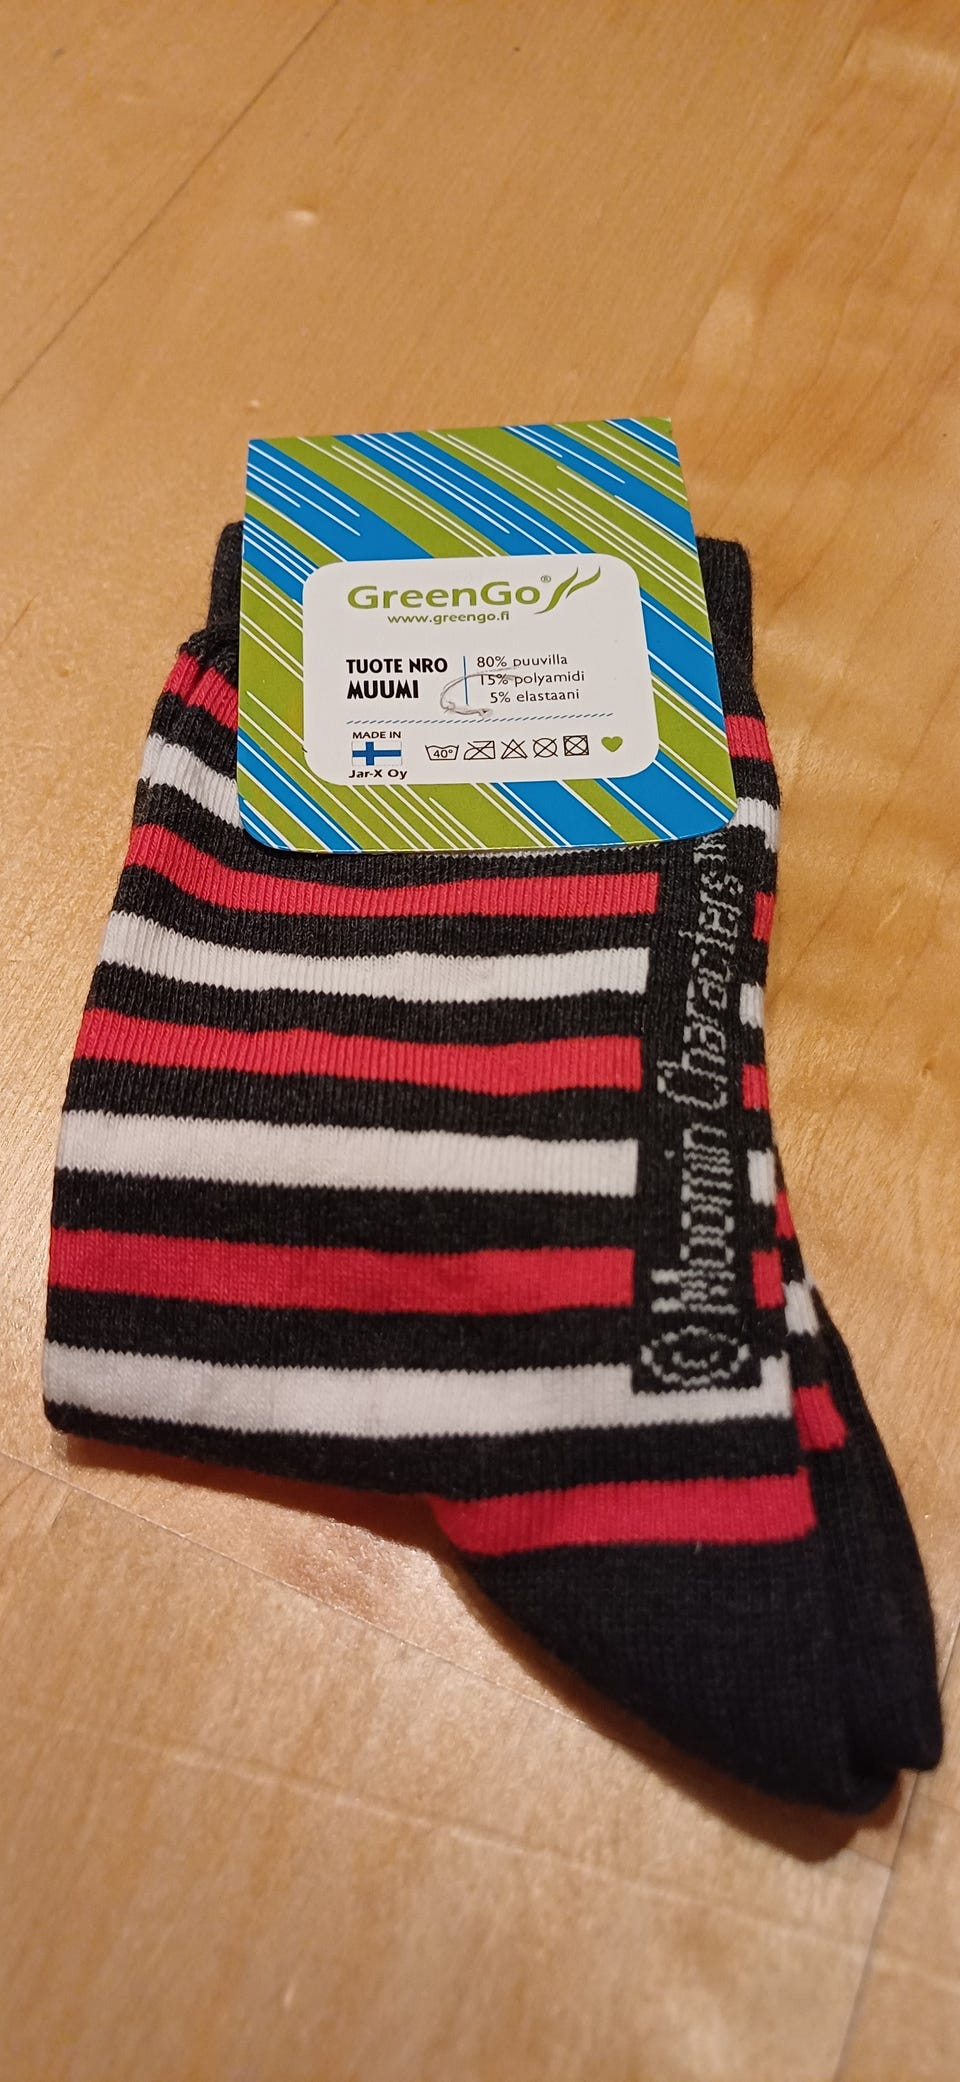 GreenGo®
www.greengo.fi
TUOTE NRO
MUUMI
80% puuvilla
15% polyamidi
5% elastaani
MADE IN
Jar-X Oy
40°
© Moomin Characters